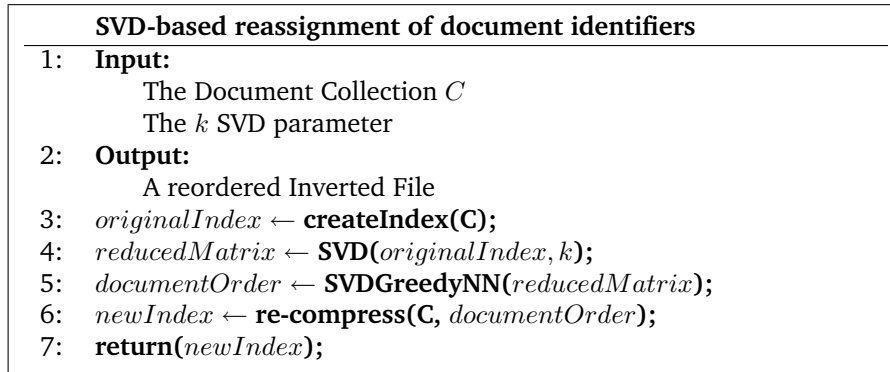 SVD-based reassignment of document identifiers
1: Input:
The Document Collection C
The k SVD parameter
2: Output:
A reordered Inverted File
3: originalIndex ← createIndex(C);
4: reducedMatrix ← SVD(originalIndex, k);
5: documentOrder ← SVDGreedyNN(reducedMatrix);
6: newIndex ← re-compress(C, documentOrder);
7: return(newIndex);